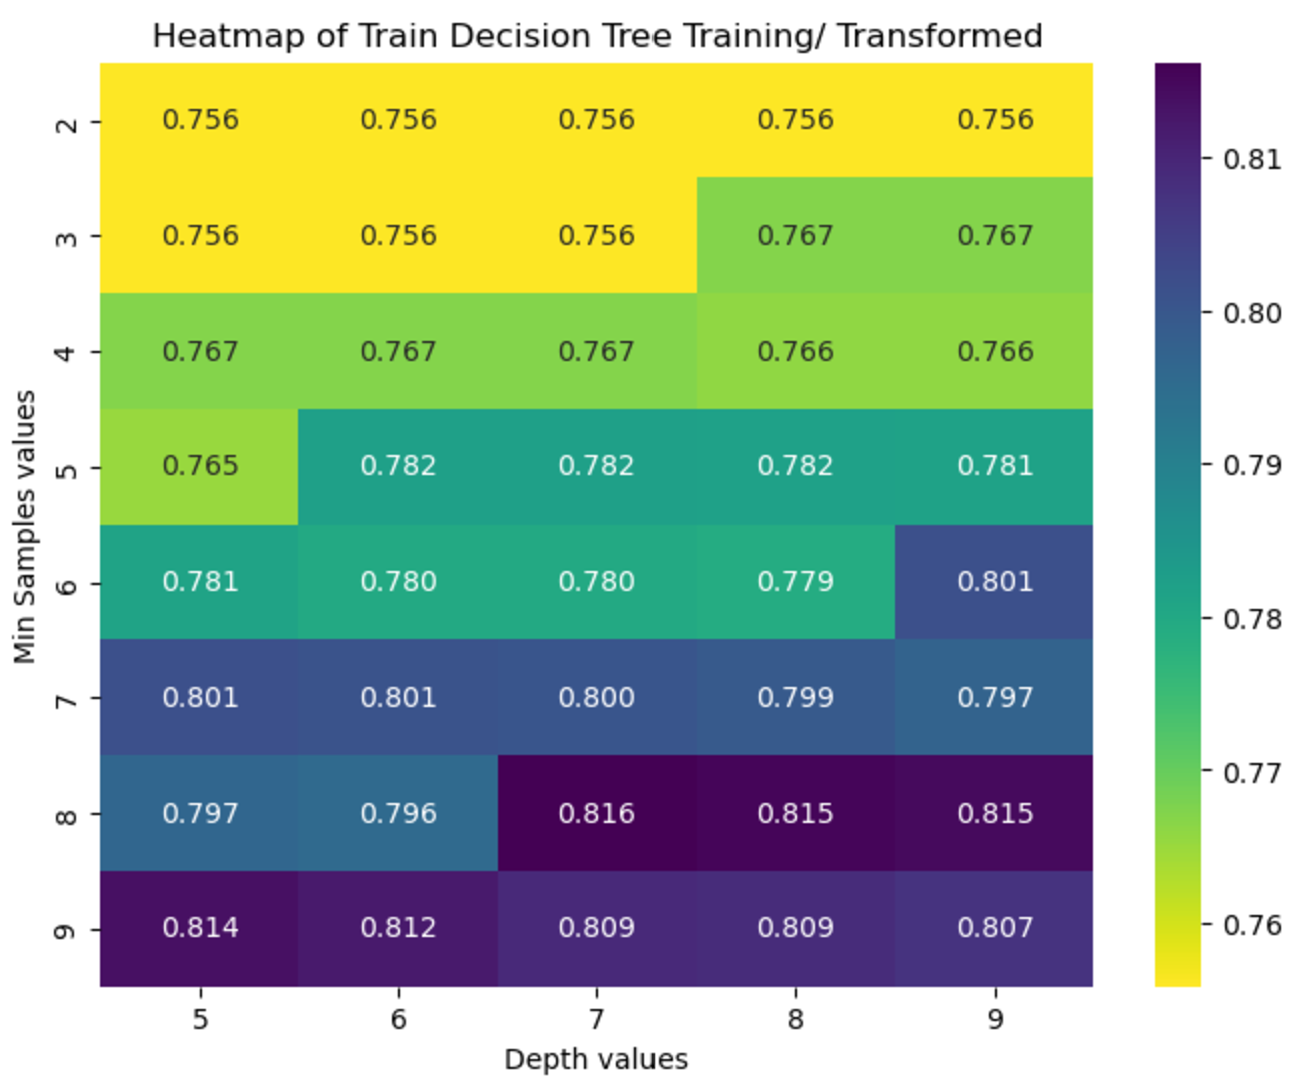 Heatmap of Train Decision Tree Training/ Transformed
2 0.756 0.756 0.756 0.756 0.756
3 0.756 0.756 0.756 0.767 0.767
4 0.767 0.767 0.767 0.766 0.766
5 0.765 0.782 0.782 0.782 0.781
6 0.781 0.780 0.780 0.779 0.801
7 0.801 0.801 0.800 0.799 0.797
8 0.797 0.796 0.816 0.815 0.815
9 0.814 0.812 0.809 0.809 0.807
5 6 7 8 9
Depth values
Min Samples values
0.81
0.80
0.79
0.78
0.77
0.76